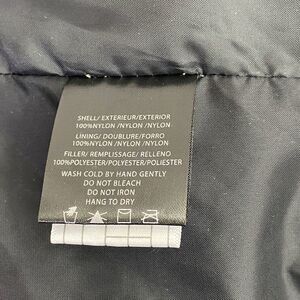 SHELL/ EXTERIEUR/EXTERIOR
100%NYLON /NYLON /NYLON
LINING/ DOUBLURE/FORRO
100%NYLON /NYLON /NYLON
FILLER/ REMPLISSAGE/ RELLENO
100%POLYESTER/POLYESTER/POLIESTER
WASH COLD BY HAND GENTLY
DO NOT BLEACH
DO NOT IRON
HANG TO DRY